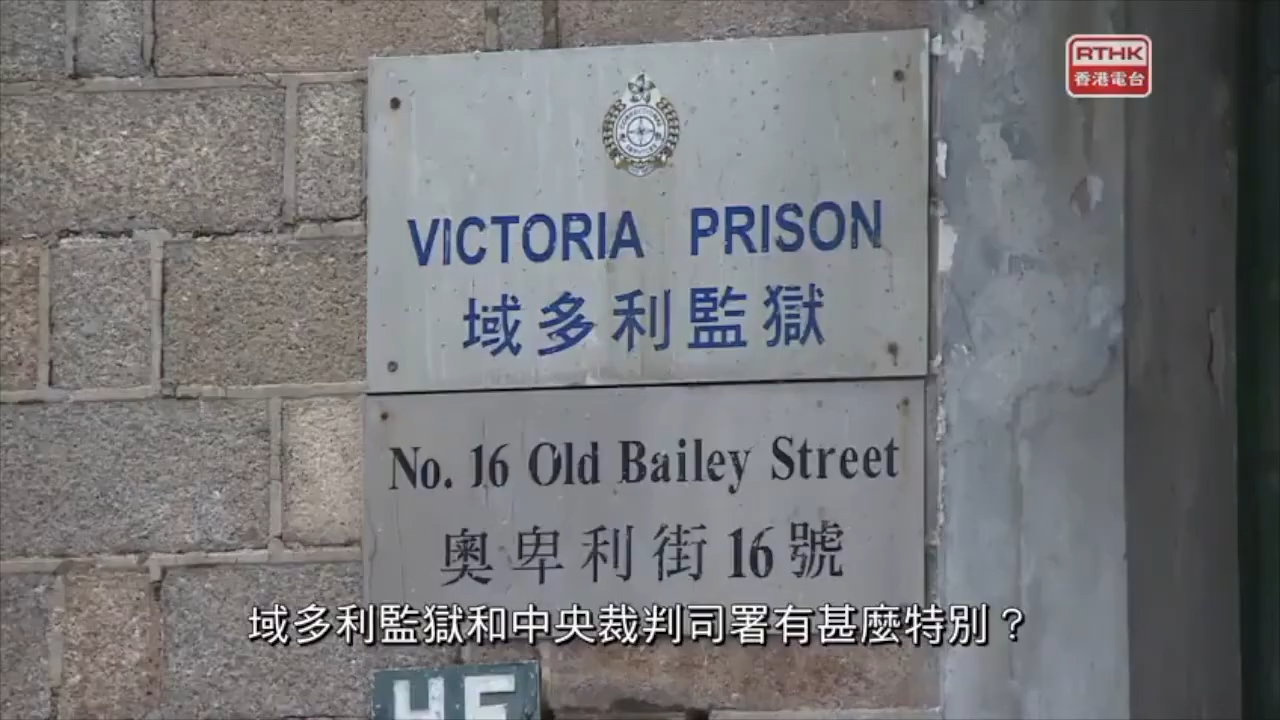 RTHK
香港電台
VICTORIA PRISON
域多利監獄
No. 16 Old Bailey Street
奧卑利街16號
域多利監獄和中央裁判司署有甚麼特別？